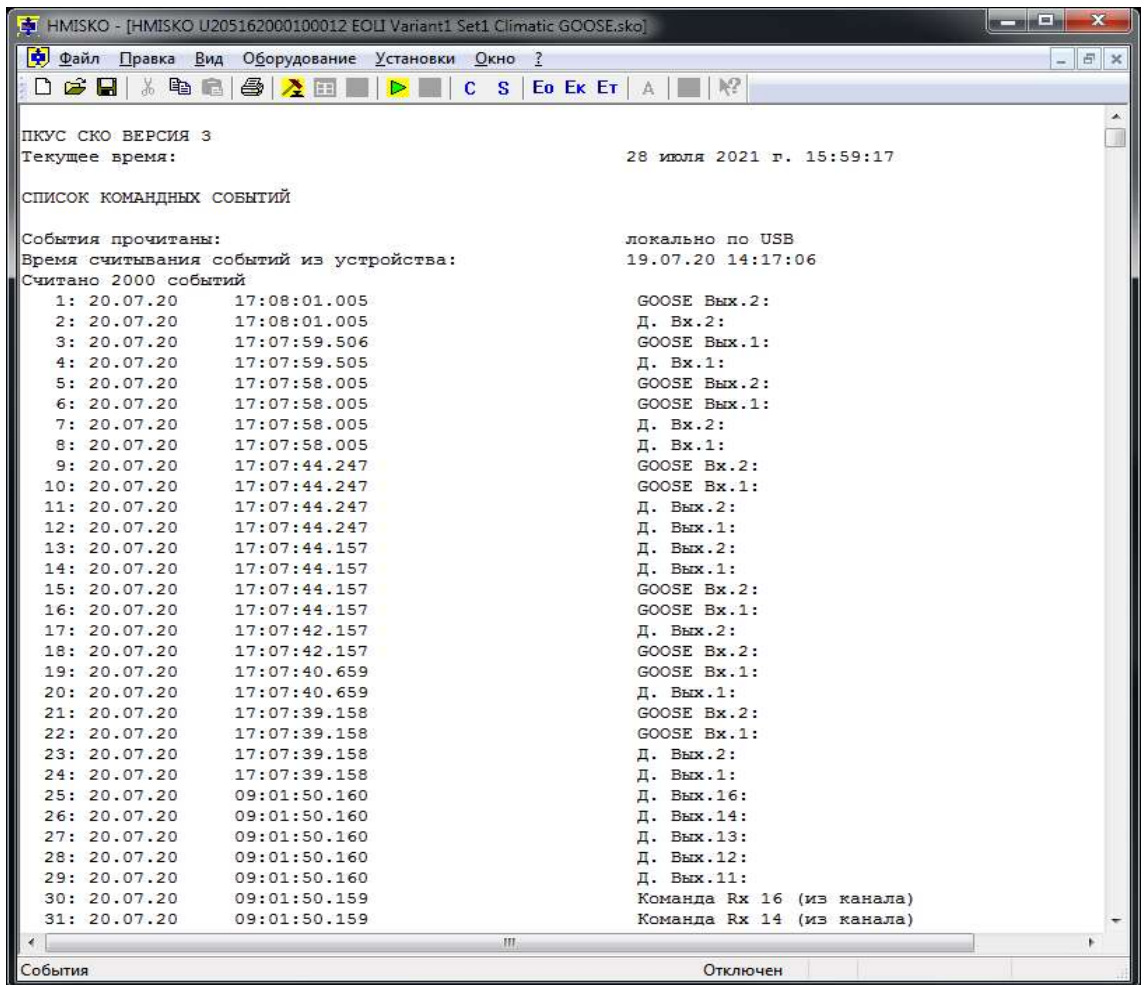 HMISKO - [HMISKO U205162000100012 EOLI Variant1 Set1 Climatic GOOSE.sko]
Файл Правка Вид Оборудование Установки Окно ?
C S Eo Eк Eт A
ПКУС СКО ВЕРСИЯ 3
Текущее время: 28 июля 2021 г. 15:59:17
СПИСОК КОМАНДНЫХ СОБЫТИЙ
События прочитаны: локально по USB
Время считывания событий из устройства: 19.07.20 14:17:06
Считано 2000 событий
1: 20.07.20 17:08:01.005 GOOSE Вых.2:
2: 20.07.20 17:08:01.005 Д. Вх.2:
3: 20.07.20 17:07:59.506 GOOSE Вых.1:
4: 20.07.20 17:07:59.505 Д. Вх.1:
5: 20.07.20 17:07:58.005 GOOSE Вых.2:
6: 20.07.20 17:07:58.005 GOOSE Вых.1:
7: 20.07.20 17:07:58.005 Д. Вх.2:
8: 20.07.20 17:07:58.005 Д. Вх.1:
9: 20.07.20 17:07:44.247 GOOSE Вх.2:
10: 20.07.20 17:07:44.247 GOOSE Вх.1:
11: 20.07.20 17:07:44.247 Д. Вых.2:
12: 20.07.20 17:07:44.247 Д. Вых.1:
13: 20.07.20 17:07:44.157 Д. Вых.2:
14: 20.07.20 17:07:44.157 Д. Вых.1:
15: 20.07.20 17:07:44.157 GOOSE Вх.2:
16: 20.07.20 17:07:44.157 GOOSE Вх.1:
17: 20.07.20 17:07:42.157 Д. Вых.2:
18: 20.07.20 17:07:42.157 GOOSE Вх.2:
19: 20.07.20 17:07:40.659 GOOSE Вх.1:
20: 20.07.20 17:07:40.659 Д. Вых.1:
21: 20.07.20 17:07:39.158 GOOSE Вх.2:
22: 20.07.20 17:07:39.158 GOOSE Вх.1:
23: 20.07.20 17:07:39.158 Д. Вых.2:
24: 20.07.20 17:07:39.158 Д. Вых.1:
25: 20.07.20 09:01:50.160 Д. Вых.16:
26: 20.07.20 09:01:50.160 Д. Вых.14:
27: 20.07.20 09:01:50.160 Д. Вых.13:
28: 20.07.20 09:01:50.160 Д. Вых.12:
29: 20.07.20 09:01:50.160 Д. Вых.11:
30: 20.07.20 09:01:50.159 Команда Rx 16 (из канала)
31: 20.07.20 09:01:50.159 Команда Rx 14 (из канала)
События Отключен